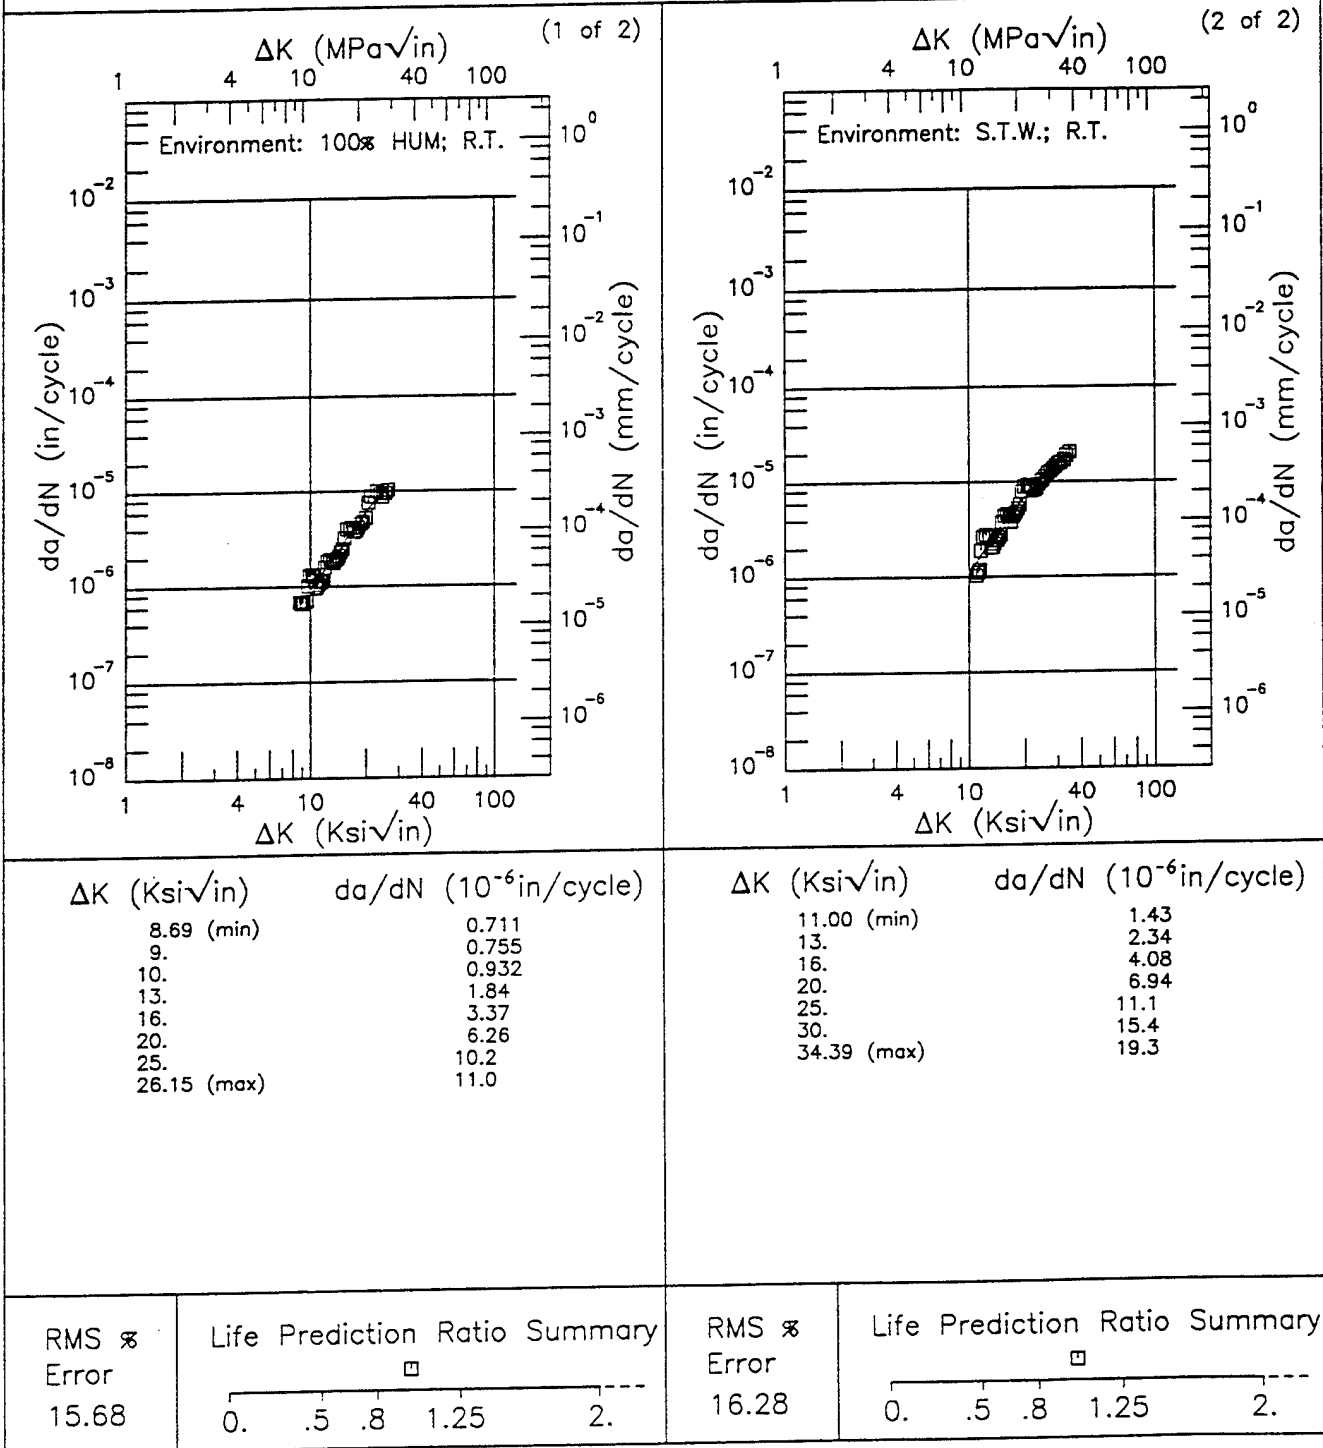 (1 of 2)
ΔK (MPa√in)
1 4 10 40 100
Environment: 100% HUM; R.T.
10⁻²
10⁻³
10⁻⁴
10⁻⁵
10⁻⁶
10⁻⁷
10⁻⁸
da/dN (in/cycle)
10⁰
10⁻¹
10⁻²
10⁻³
10⁻⁴
10⁻⁵
10⁻⁶
da/dN (mm/cycle)
1 4 10 40 100
ΔK (Ksi√in)
ΔK (Ksi√in) da/dN (10⁻⁶in/cycle)
8.69 (min) 0.711
9. 0.755
10. 0.932
13. 1.84
16. 3.37
20. 6.26
25. 10.2
26.15 (max) 11.0
RMS %
Error
15.68
Life Prediction Ratio Summary
0. .5 .8 1.25 2.
(2 of 2)
ΔK (MPa√in)
1 4 10 40 100
Environment: S.T.W.; R.T.
10⁻²
10⁻³
10⁻⁴
10⁻⁵
10⁻⁶
10⁻⁷
10⁻⁸
da/dN (in/cycle)
10⁰
10⁻¹
10⁻²
10⁻³
10⁻⁴
10⁻⁵
10⁻⁶
da/dN (mm/cycle)
1 4 10 40 100
ΔK (Ksi√in)
ΔK (Ksi√in) da/dN (10⁻⁶in/cycle)
11.00 (min) 1.43
13. 2.34
16. 4.08
20. 6.94
25. 11.1
30. 15.4
34.39 (max) 19.3
RMS %
Error
16.28
Life Prediction Ratio Summary
0. .5 .8 1.25 2.